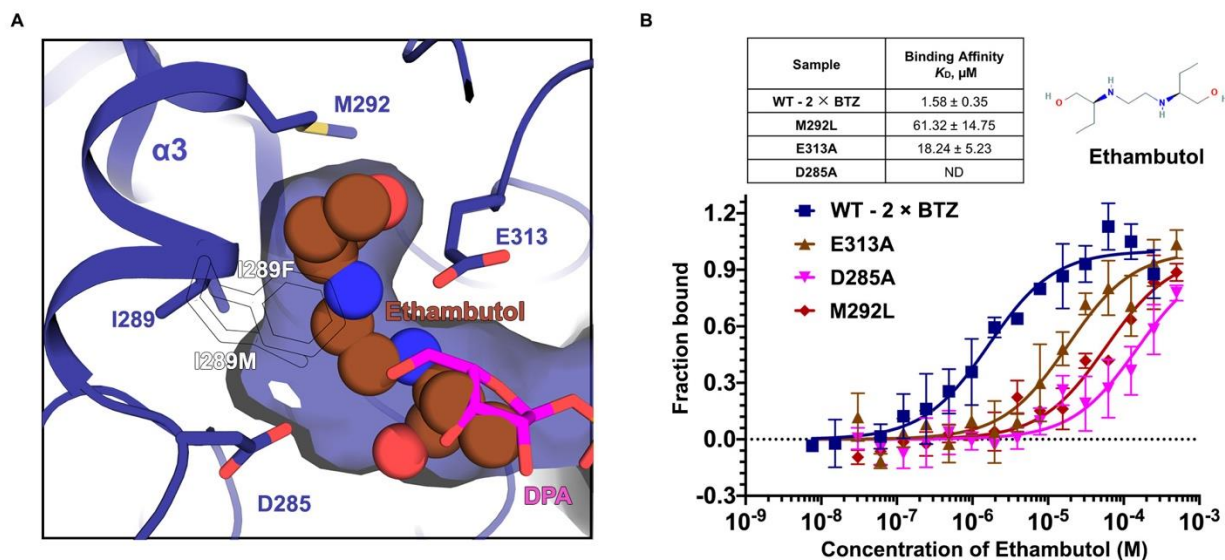 A
M292
α3
E313
I289F
Ethambutol
I289
I289M
D285
DPA
B
Sample Binding Affinity
K_D, μM
WT - 2 × BTZ 1.58 ± 0.35
M292L 61.32 ± 14.75
E313A 18.24 ± 5.23
D285A ND
H O H N N H O H
Ethambutol
WT - 2 × BTZ
E313A
D285A
M292L
Fraction bound
1.2
0.9
0.6
0.3
0.0
-0.3
10⁻⁹ 10⁻⁸ 10⁻⁷ 10⁻⁶ 10⁻⁵ 10⁻⁴ 10⁻³
Concentration of Ethambutol (M)